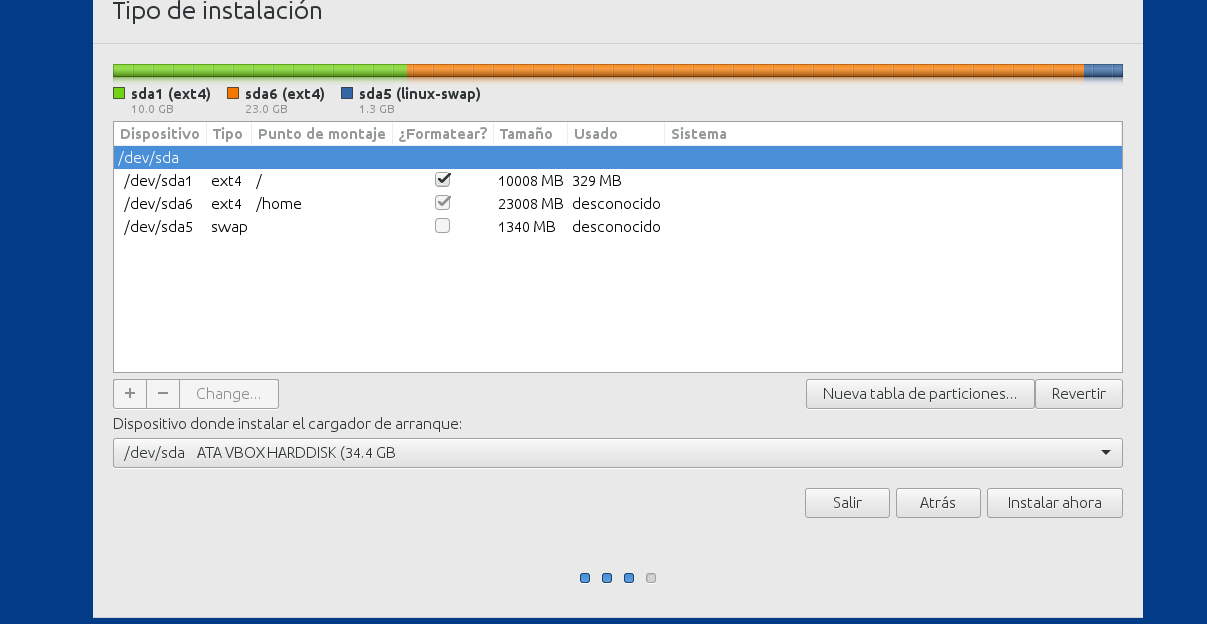 Tipo de instalación
sda1 (ext4) sda6 (ext4) sda5 (linux-swap)
10.0 GB 23.0 GB 1.3 GB
Dispositivo Tipo Punto de montaje ¿Formatear? Tamaño Usado Sistema
/dev/sda
/dev/sda1 ext4 / 10008 MB 329 MB
/dev/sda6 ext4 /home 23008 MB desconocido
/dev/sda5 swap 1340 MB desconocido
+ − Change... Nueva tabla de particiones... Revertir
Dispositivo donde instalar el cargador de arranque:
/dev/sda ATA VBOX HARDDISK (34.4 GB
Salir Atrás Instalar ahora